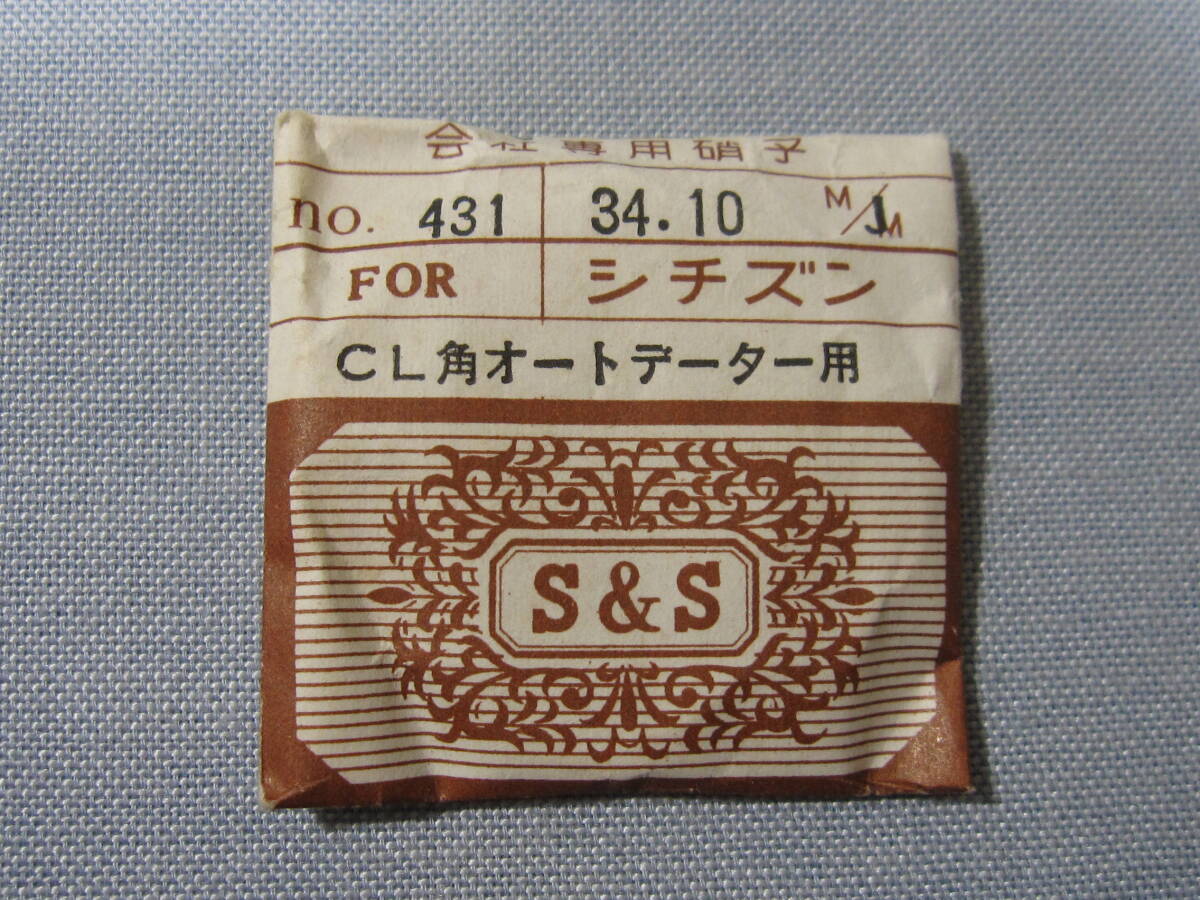 会社専用硝子
no. 431 34.10 M/M J
FOR シチズン
CL角オートデーター用
S & S